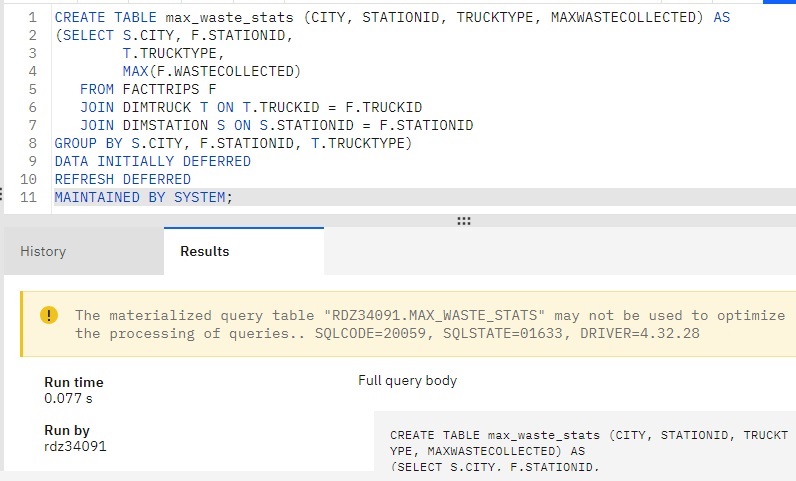 1 CREATE TABLE max_waste_stats (CITY, STATIONID, TRUCKTYPE, MAXWASTECOLLECTED) AS
2 (SELECT S.CITY, F.STATIONID,
3 T.TRUCKTYPE,
4 MAX(F.WASTECOLLECTED)
5 FROM FACTTRIPS F
6 JOIN DIMTRUCK T ON T.TRUCKID = F.TRUCKID
7 JOIN DIMSTATION S ON S.STATIONID = F.STATIONID
8 GROUP BY S.CITY, F.STATIONID, T.TRUCKTYPE)
9 DATA INITIALLY DEFERRED
10 REFRESH DEFERRED
11 MAINTAINED BY SYSTEM;
History Results
The materialized query table "RDZ34091.MAX_WASTE_STATS" may not be used to optimize
the processing of queries.. SQLCODE=20059, SQLSTATE=01633, DRIVER=4.32.28
Run time
0.077 s
Run by
rdz34091
Full query body
CREATE TABLE max_waste_stats (CITY, STATIONID, TRUCKT
YPE, MAXWASTECOLLECTED) AS
(SELECT S.CITY, F.STATIONID,